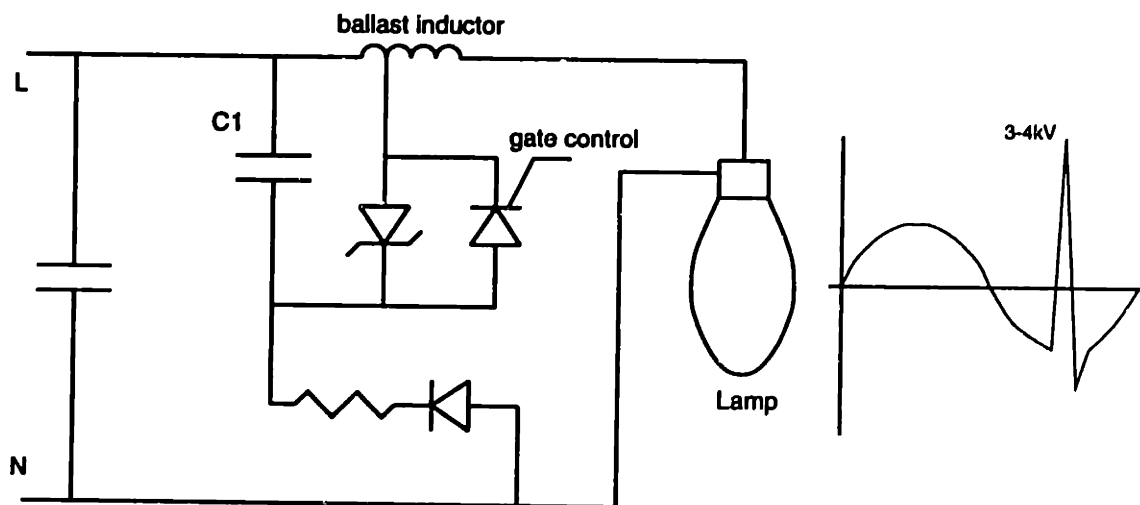 ballast inductor
L
C1
gate control
3-4kV
Lamp
N